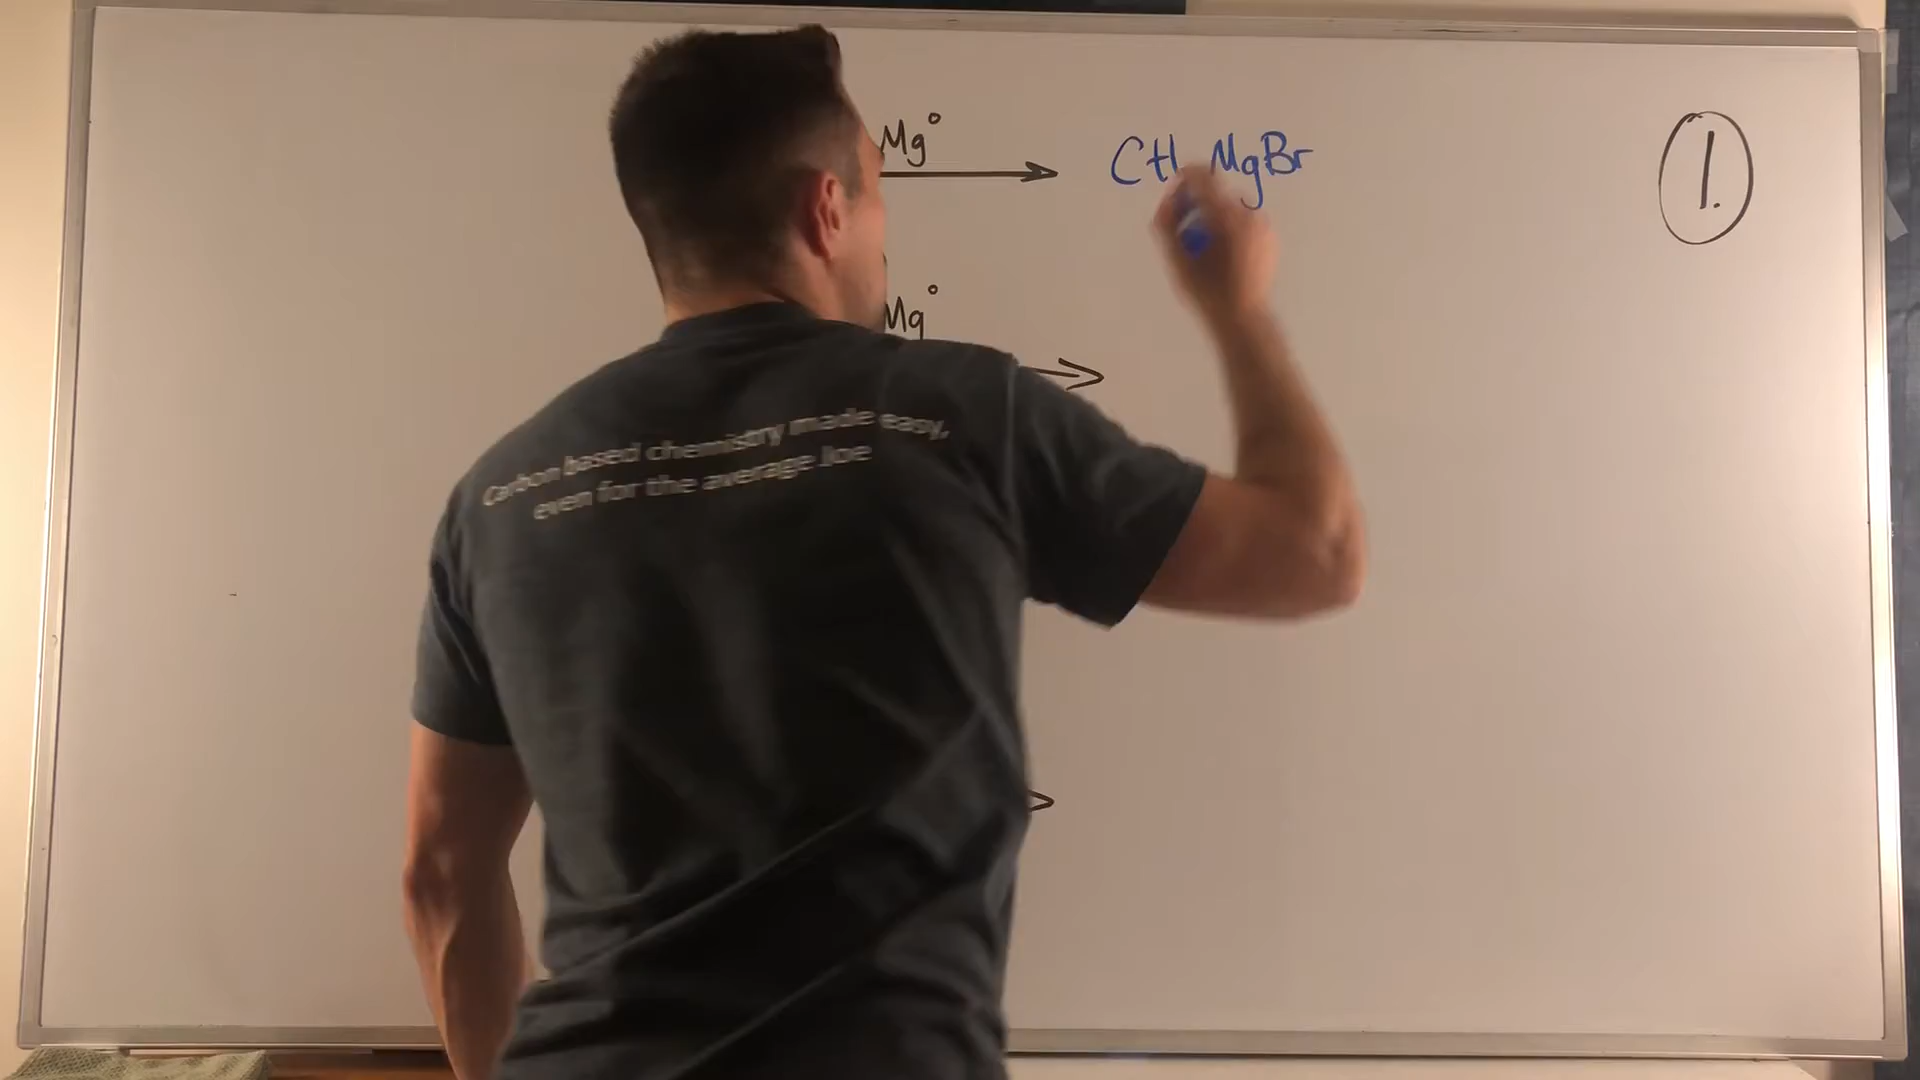 Mg° CH MgBr
1.
Mg°
Carbon based chemistry made easy,
even for the average Joe